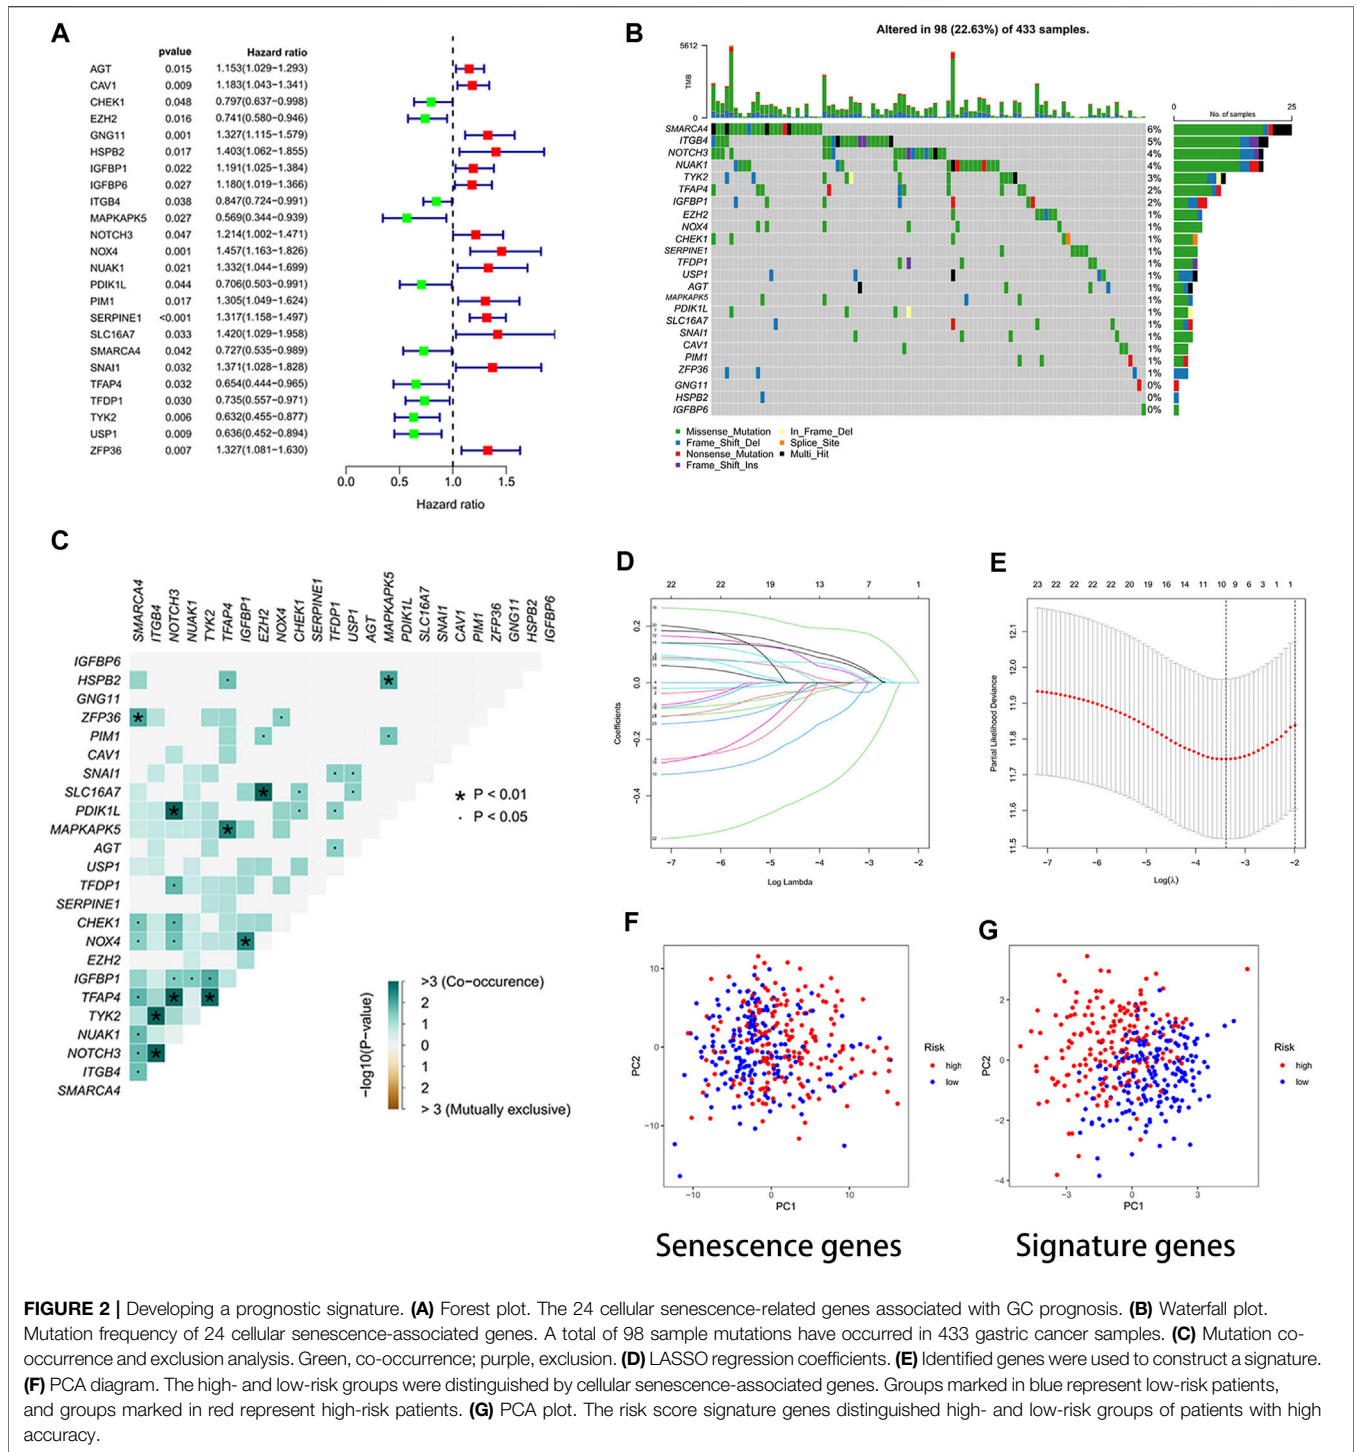 A
pvalue Hazard ratio
AGT 0.015 1.153(1.029−1.293)
CAV1 0.009 1.183(1.043−1.341)
CHEK1 0.048 0.797(0.637−0.998)
EZH2 0.016 0.741(0.580−0.946)
GNG11 0.001 1.327(1.115−1.579)
HSPB2 0.017 1.403(1.062−1.855)
IGFBP1 0.022 1.191(1.025−1.384)
IGFBP6 0.027 1.180(1.019−1.366)
ITGB4 0.038 0.847(0.724−0.991)
MAPKAPK5 0.027 0.569(0.344−0.939)
NOTCH3 0.047 1.214(1.002−1.471)
NOX4 0.001 1.457(1.163−1.826)
NUAK1 0.021 1.332(1.044−1.699)
PDIK1L 0.044 0.706(0.503−0.991)
PIM1 0.017 1.305(1.049−1.624)
SERPINE1 <0.001 1.317(1.158−1.497)
SLC16A7 0.033 1.420(1.029−1.958)
SMARCA4 0.042 0.727(0.535−0.989)
SNAI1 0.032 1.371(1.028−1.828)
TFAP4 0.032 0.654(0.444−0.965)
TFDP1 0.030 0.735(0.557−0.971)
TYK2 0.006 0.632(0.455−0.877)
USP1 0.009 0.636(0.452−0.894)
ZFP36 0.007 1.327(1.081−1.630)
0.0 0.5 1.0 1.5
Hazard ratio
B
Altered in 98 (22.63%) of 433 samples.
5612
TMB
0
0 25
No. of samples
SMARCA4 6%
ITGB4 5%
NOTCH3 4%
NUAK1 4%
TYK2 3%
TFAP4 2%
IGFBP1 2%
EZH2 1%
NOX4 1%
CHEK1 1%
SERPINE1 1%
TFDP1 1%
USP1 1%
AGT 1%
MAPKAPK5 1%
PDIK1L 1%
SLC16A7 1%
SNAI1 1%
CAV1 1%
PIM1 1%
ZFP36 1%
GNG11 0%
HSPB2 0%
IGFBP6 0%
Missense_Mutation In_Frame_Del
Frame_Shift_Del Splice_Site
Nonsense_Mutation Multi_Hit
Frame_Shift_Ins
C
SMARCA4 ITGB4 NOTCH3 NUAK1 TYK2 TFAP4 IGFBP1 EZH2 NOX4 CHEK1 SERPINE1 TFDP1 USP1 AGT MAPKAPK5 PDIK1L SLC16A7 SNAI1 CAV1 PIM1 ZFP36 GNG11 HSPB2 IGFBP6
IGFBP6
HSPB2
GNG11
ZFP36
PIM1
CAV1
SNAI1
SLC16A7
PDIK1L
MAPKAPK5
AGT
USP1
TFDP1
SERPINE1
CHEK1
NOX4
EZH2
IGFBP1
TFAP4
TYK2
NUAK1
NOTCH3
ITGB4
SMARCA4
* P < 0.01
· P < 0.05
−log10(P−value)
>3 (Co−occurence)
2
1
0
1
2
> 3 (Mutually exclusive)
D
22 22 19 13 7 1
Coefficients
0.2
0.0
−0.2
−0.4
−7 −6 −5 −4 −3 −2
Log Lambda
E
23 22 22 22 22 20 19 16 14 11 10 9 6 3 1 1
Partial Likelihood Deviance
12.1
12.0
11.9
11.8
11.7
11.6
11.5
−7 −6 −5 −4 −3 −2
Log(λ)
F
PC2
10
0
−10
−10 0 10
PC1
Risk
high
low
Senescence genes
G
PC2
2
0
−2
−4
−3 0 3
PC1
Risk
high
low
Signature genes
FIGURE 2 | Developing a prognostic signature. (A) Forest plot. The 24 cellular senescence-related genes associated with GC prognosis. (B) Waterfall plot.
Mutation frequency of 24 cellular senescence-associated genes. A total of 98 sample mutations have occurred in 433 gastric cancer samples. (C) Mutation co-
occurrence and exclusion analysis. Green, co-occurrence; purple, exclusion. (D) LASSO regression coefficients. (E) Identified genes were used to construct a signature.
(F) PCA diagram. The high- and low-risk groups were distinguished by cellular senescence-associated genes. Groups marked in blue represent low-risk patients,
and groups marked in red represent high-risk patients. (G) PCA plot. The risk score signature genes distinguished high- and low-risk groups of patients with high
accuracy.